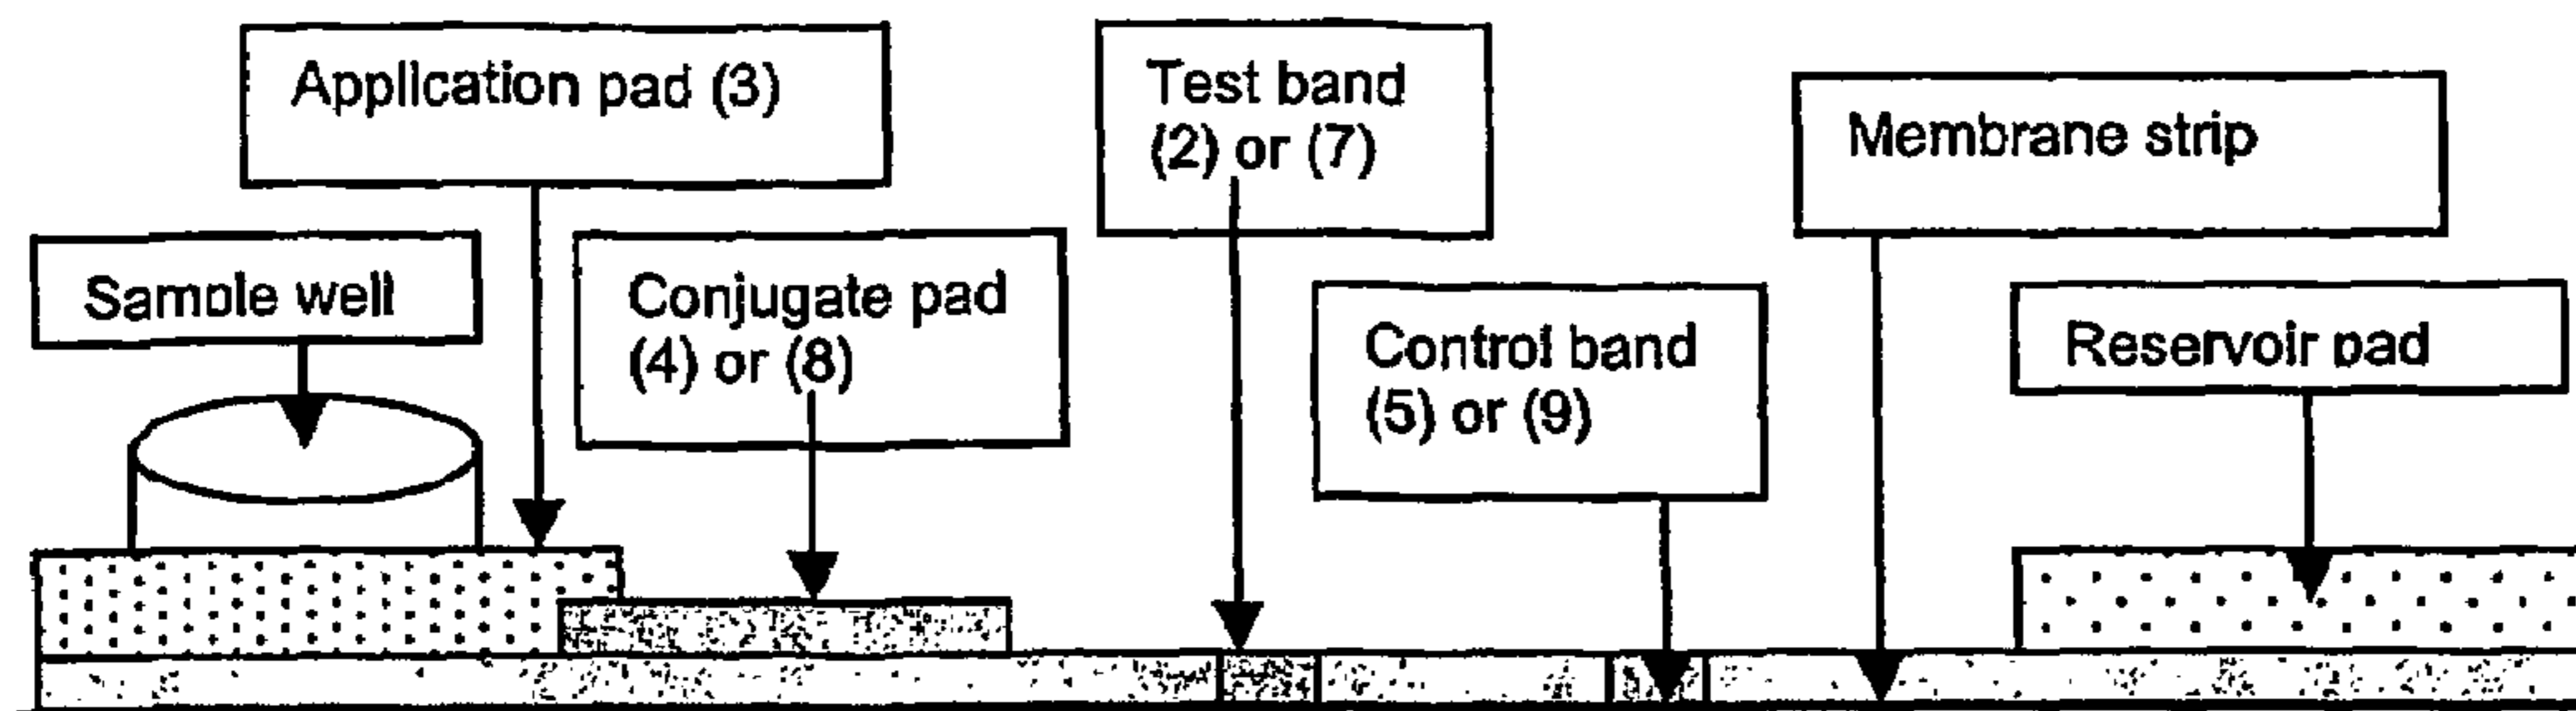 Application pad (3)
Test band
(2) or (7)
Membrane strip
Sample well
Conjugate pad
(4) or (8)
Control band
(5) or (9)
Reservoir pad